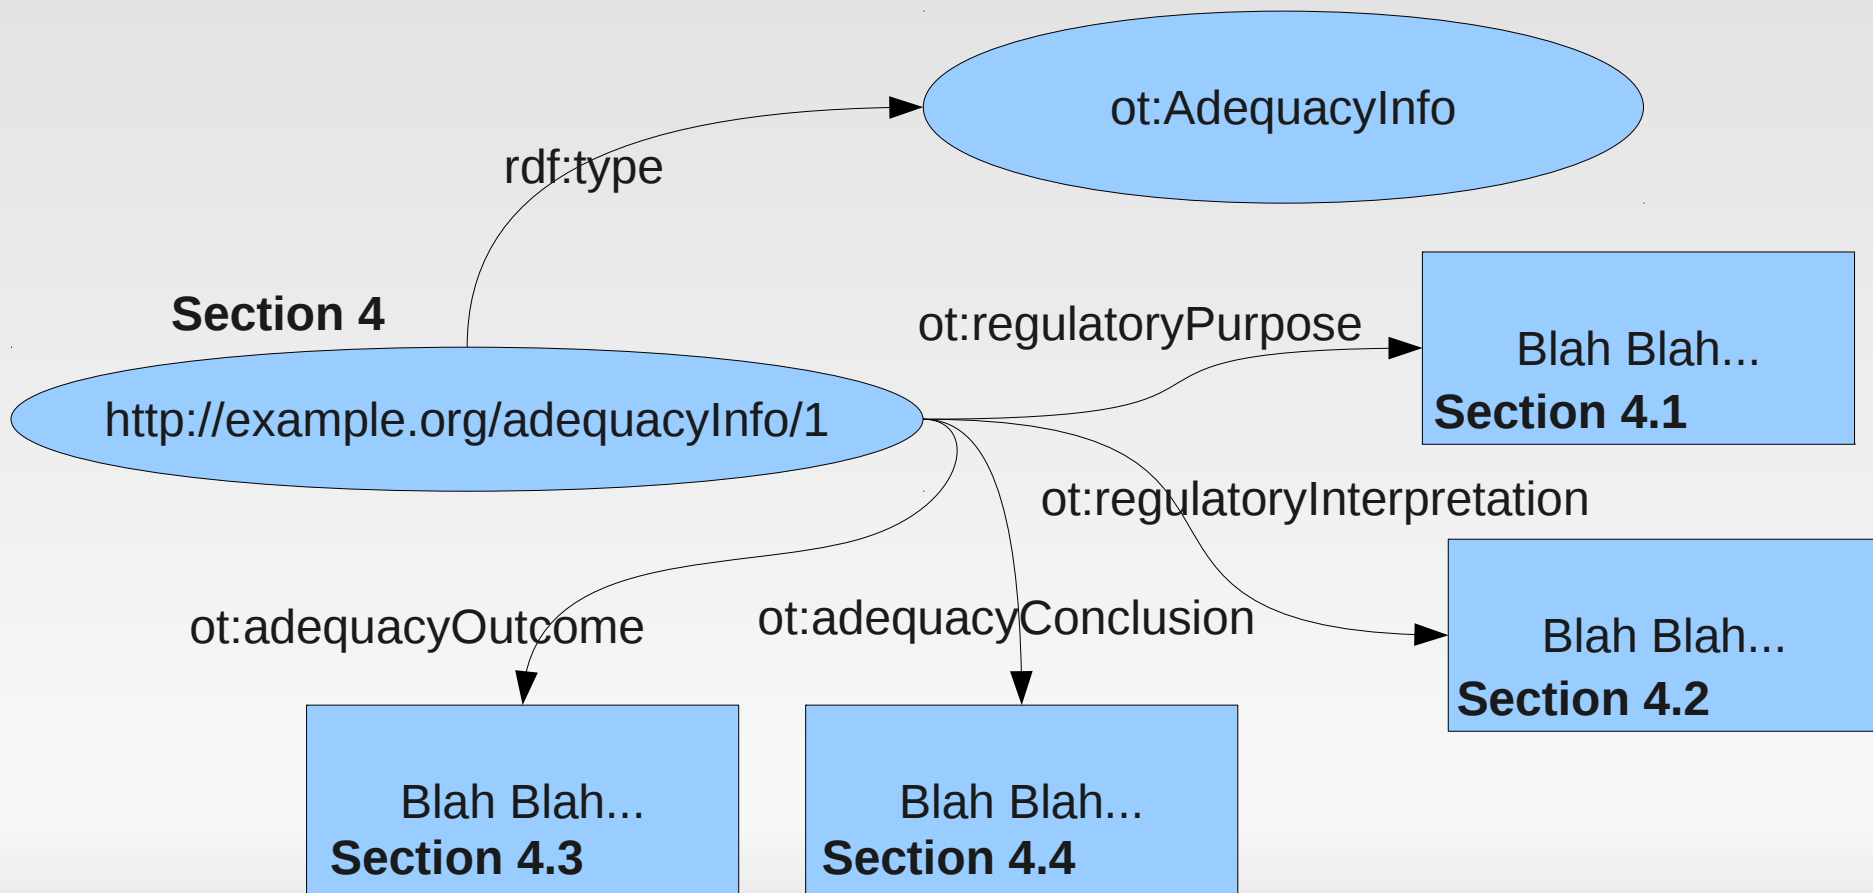 ot:AdequacyInfo
rdf:type
Section 4
http://example.org/adequacyInfo/1
ot:regulatoryPurpose
Blah Blah...
Section 4.1
ot:regulatoryInterpretation
Blah Blah...
Section 4.2
ot:adequacyOutcome
ot:adequacyConclusion
Blah Blah...
Section 4.3
Blah Blah...
Section 4.4